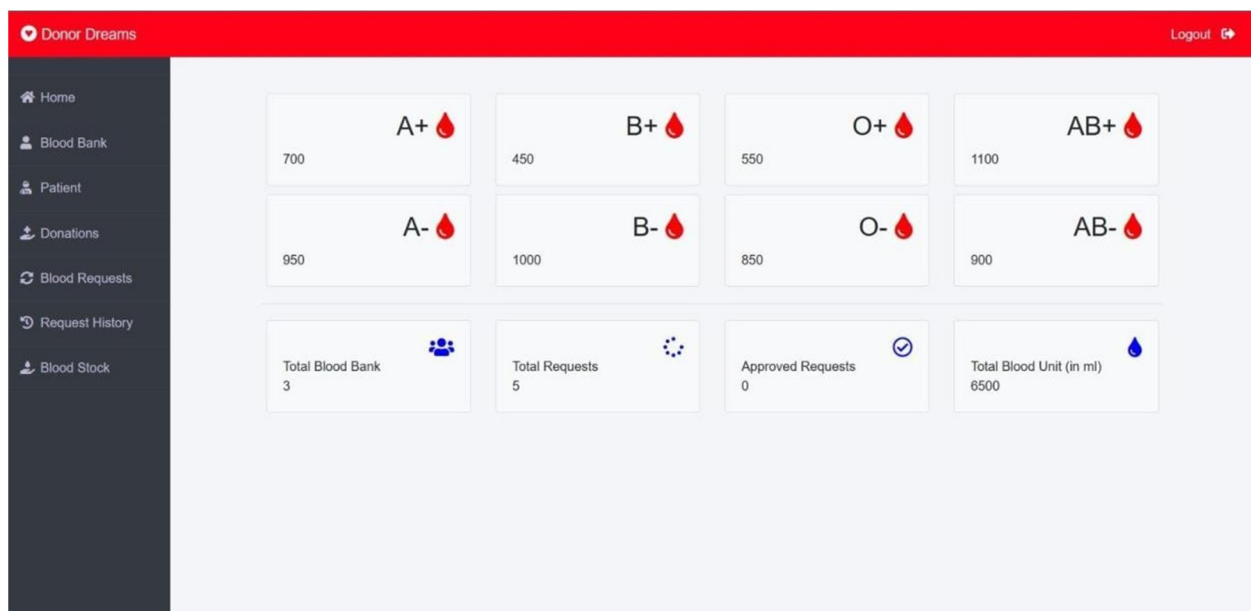 Donor Dreams
Logout
Home
Blood Bank
Patient
Donations
Blood Requests
Request History
Blood Stock
A+
700
B+
450
O+
550
AB+
1100
A-
950
B-
1000
O-
850
AB-
900
Total Blood Bank
3
Total Requests
5
Approved Requests
0
Total Blood Unit (in ml)
6500